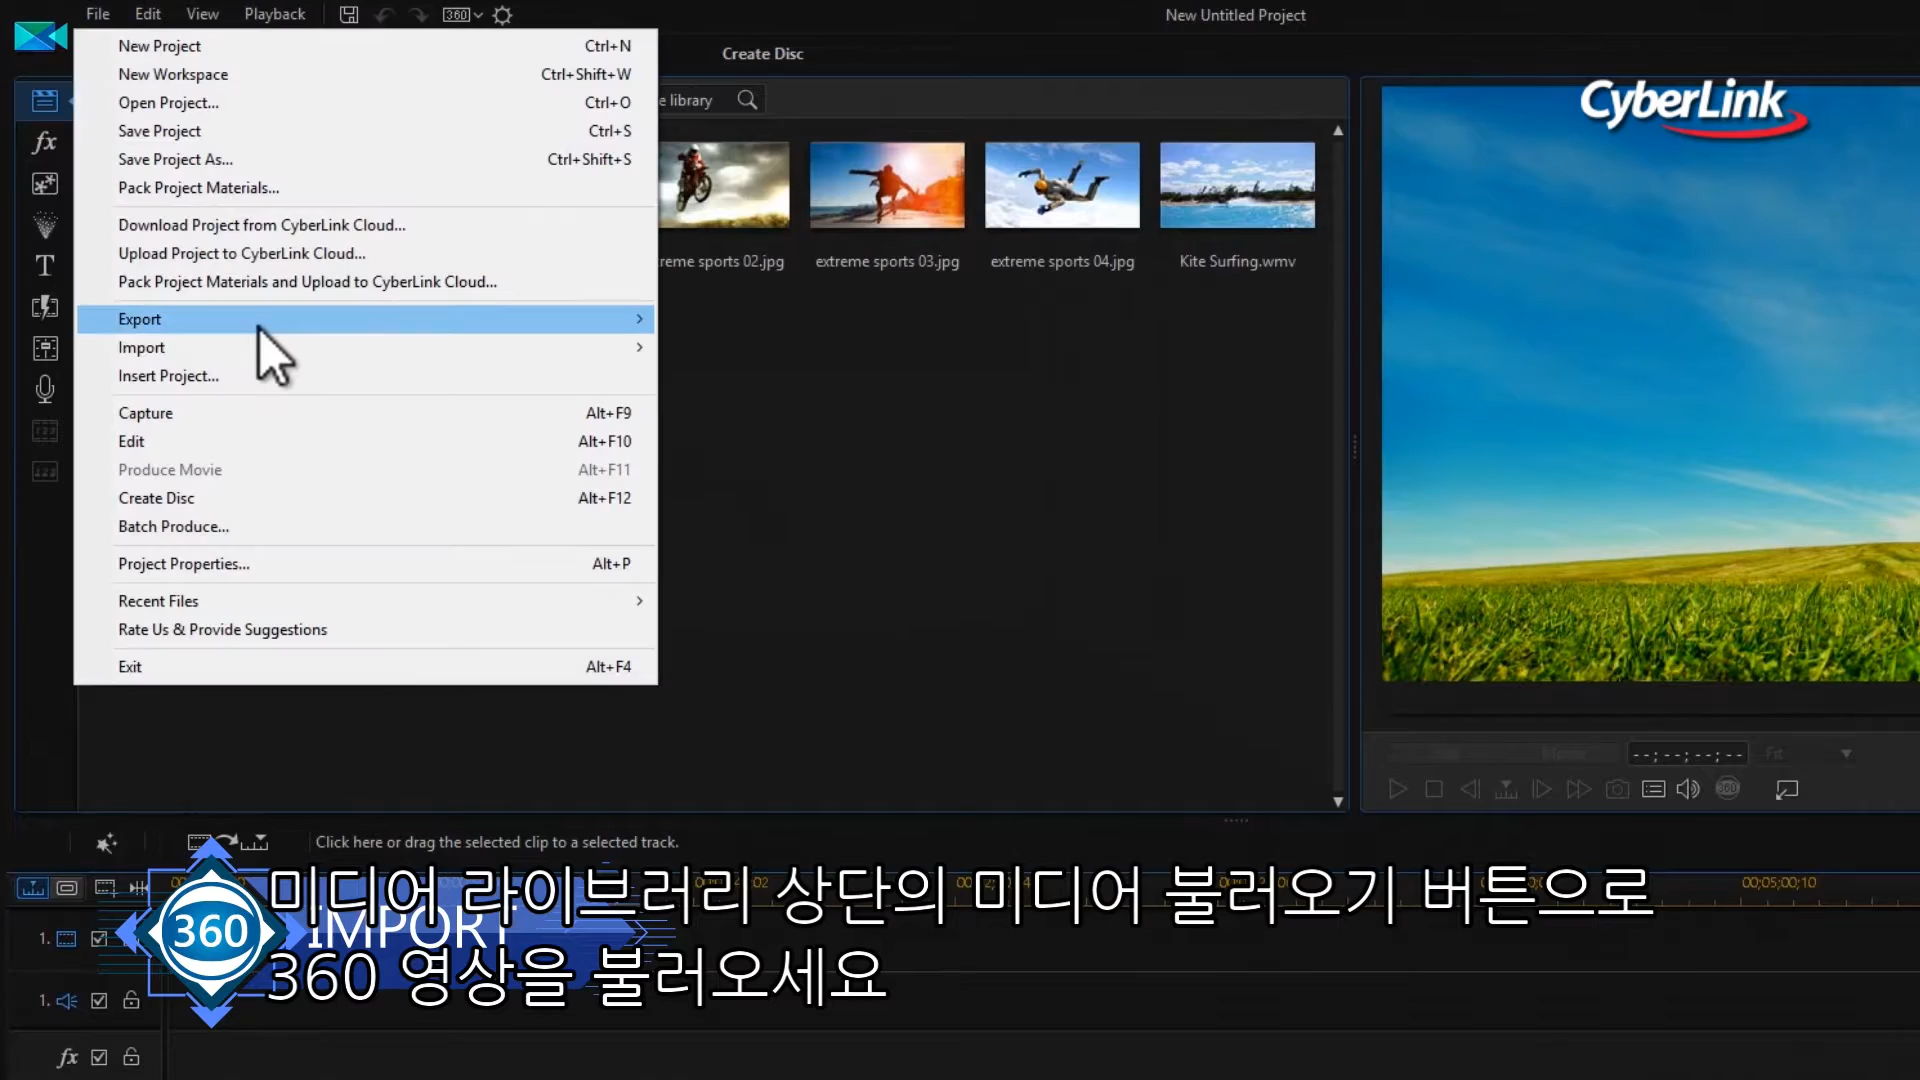 File Edit View Playback 360 New Untitled Project
Create Disc
New Project Ctrl+N
New Workspace Ctrl+Shift+W
Open Project... Ctrl+O
Save Project Ctrl+S
Save Project As... Ctrl+Shift+S
Pack Project Materials...
Download Project from CyberLink Cloud...
Upload Project to CyberLink Cloud...
Pack Project Materials and Upload to CyberLink Cloud...
Export
Import
Insert Project...
Capture Alt+F9
Edit Alt+F10
Produce Movie Alt+F11
Create Disc Alt+F12
Batch Produce...
Project Properties... Alt+P
Recent Files
Rate Us & Provide Suggestions
Exit Alt+F4
e library
reme sports 02.jpg extreme sports 03.jpg extreme sports 04.jpg Kite Surfing.wmv
CyberLink
--;--;--;-- Fit
360
Click here or drag the selected clip to a selected track.
00;05;00;10
미디어 라이브러리 상단의 미디어 불러오기 버튼으로
360 영상을 불러오세요
360 IMPORT
1.
1.
fx